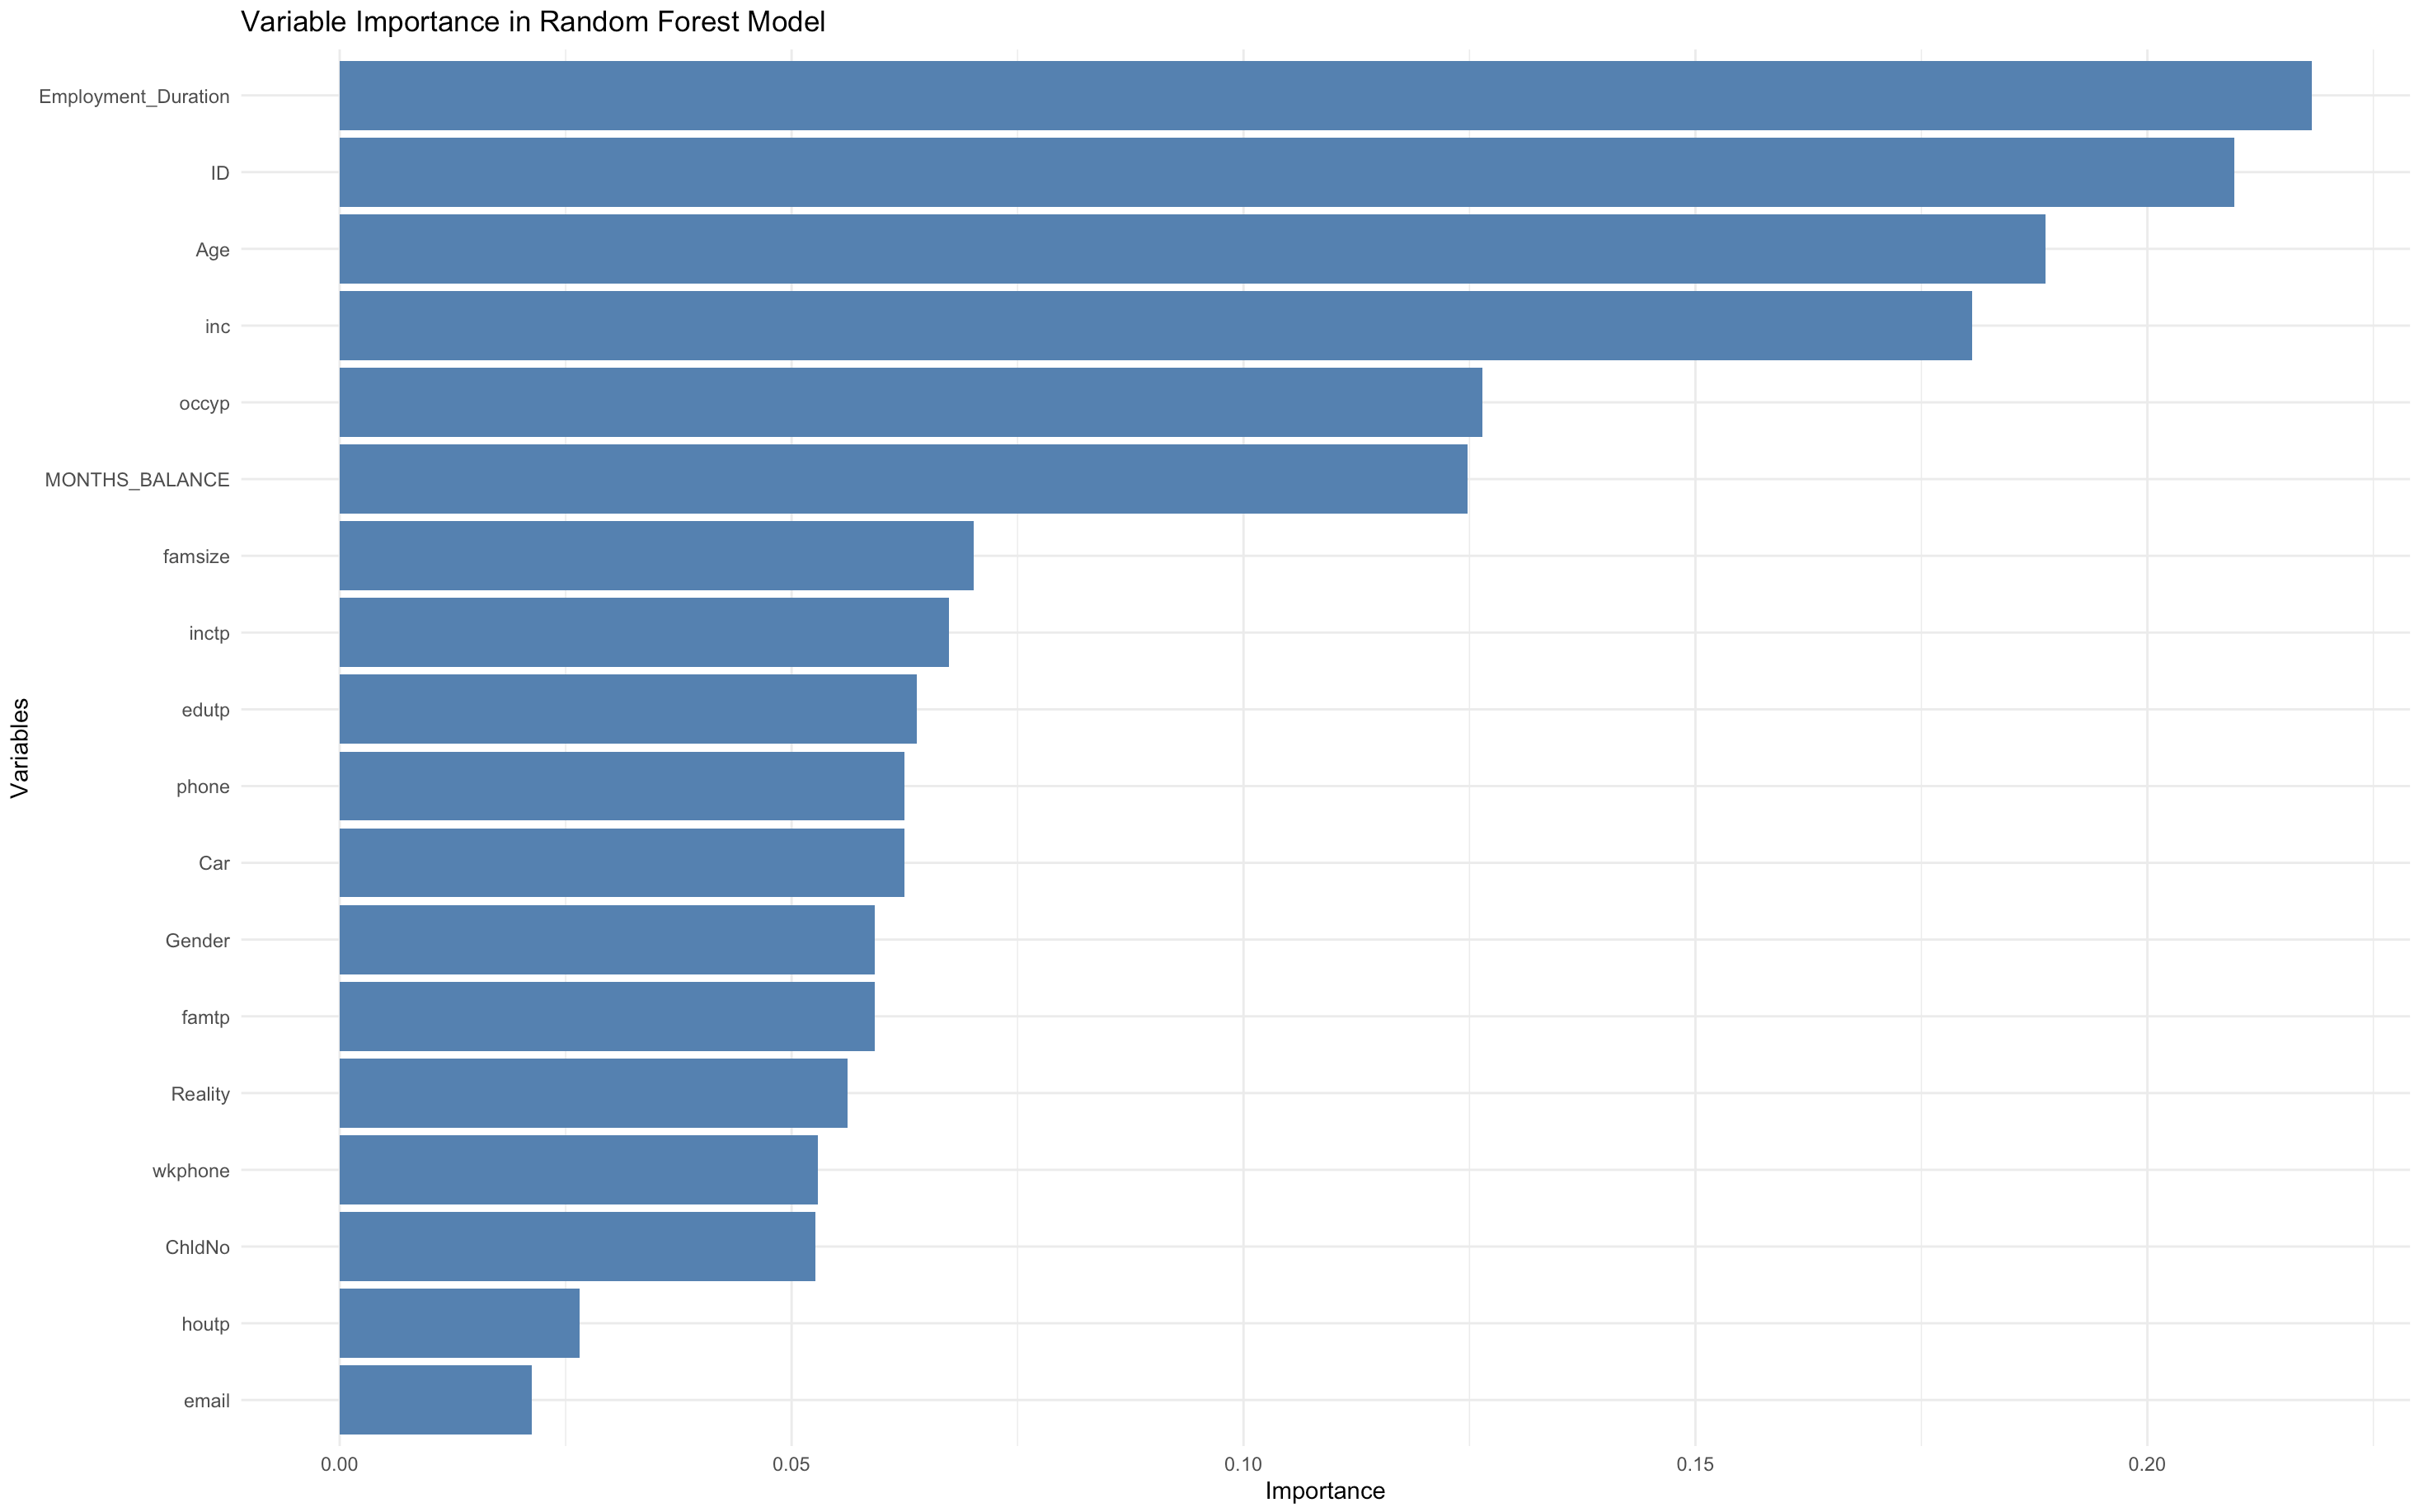 Variable Importance in Random Forest Model
Employment_Duration
ID
Age
inc
occyp
MONTHS_BALANCE
famsize
inctp
edutp
phone
Car
Gender
famtp
Reality
wkphone
ChldNo
houtp
email
Variables
0.00 0.05 0.10 0.15 0.20
Importance